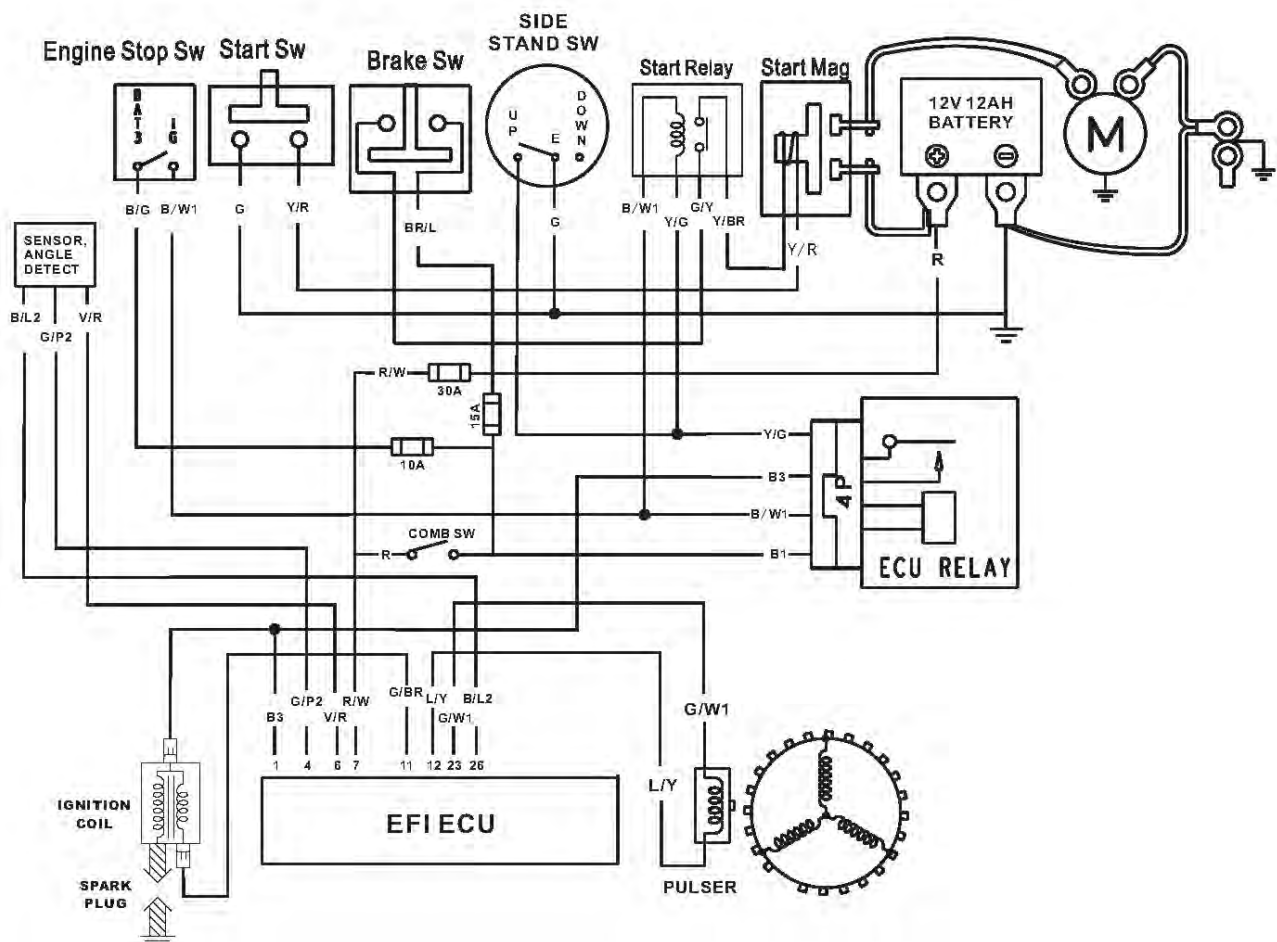 SIDE
STAND SW
Engine Stop Sw
Start Sw
Brake Sw
Start Relay
Start Mag
BAT3
IG
UP
E
DOWN
12V 12AH
BATTERY
M
B/G
B/W1
G
Y/R
BR/L
G
B/W1
Y/G
G/Y
Y/BR
Y/R
R
SENSOR,
ANGLE
DETECT
B/L2
G/P2
V/R
R/W
30A
15A
10A
Y/G
B3
B/W1
B1
4P
ECU RELAY
COMB SW
R
B3
G/P2
V/R
R/W
G/BR
L/Y
G/W1
B/L2
1 4 6 7 11 12 23 26
EFI ECU
G/W1
L/Y
PULSER
IGNITION
COIL
SPARK
PLUG